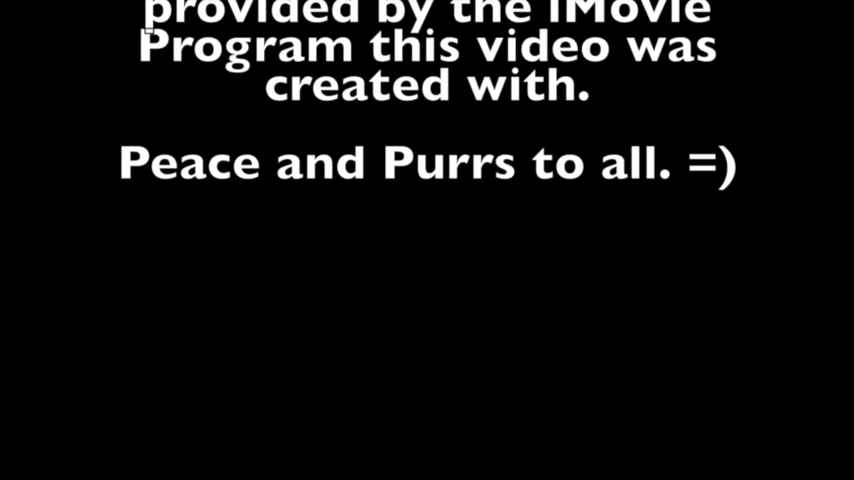 provided by the iMovie
Program this video was
created with.
Peace and Purrs to all. =)